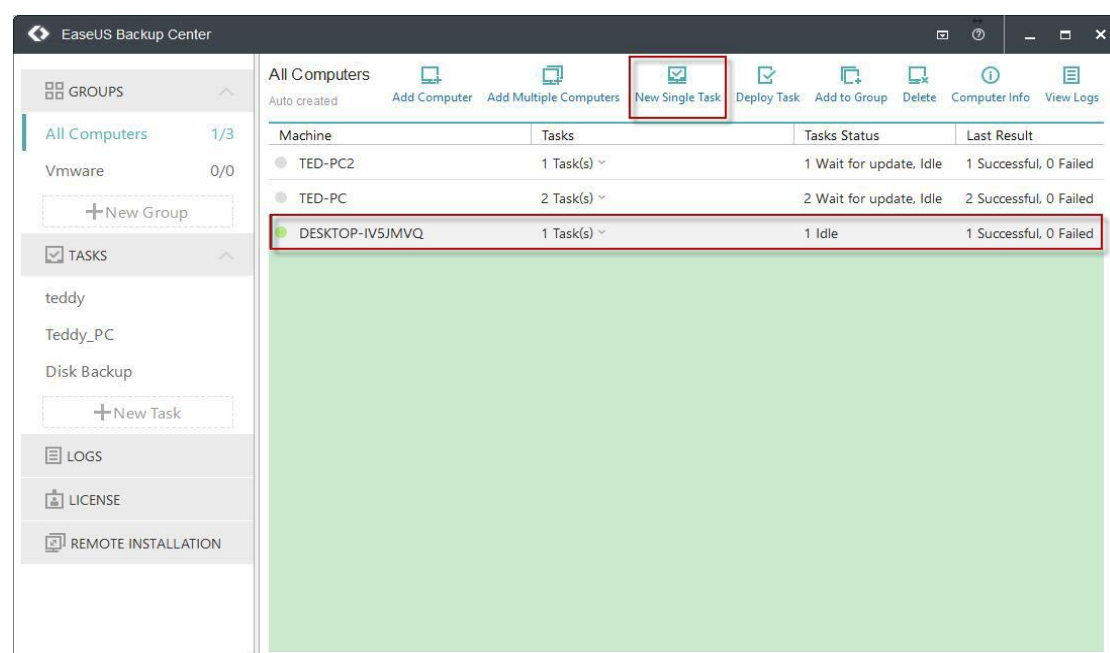 EaseUS Backup Center
GROUPS
All Computers 1/3
Vmware 0/0
New Group
TASKS
teddy
Teddy_PC
Disk Backup
New Task
LOGS
LICENSE
REMOTE INSTALLATION
All Computers
Auto created
Add Computer Add Multiple Computers New Single Task Deploy Task Add to Group Delete Computer Info View Logs
Machine Tasks Tasks Status Last Result
TED-PC2 1 Task(s) 1 Wait for update, Idle 1 Successful, 0 Failed
TED-PC 2 Task(s) 2 Wait for update, Idle 2 Successful, 0 Failed
DESKTOP-IV5JMVQ 1 Task(s) 1 Idle 1 Successful, 0 Failed